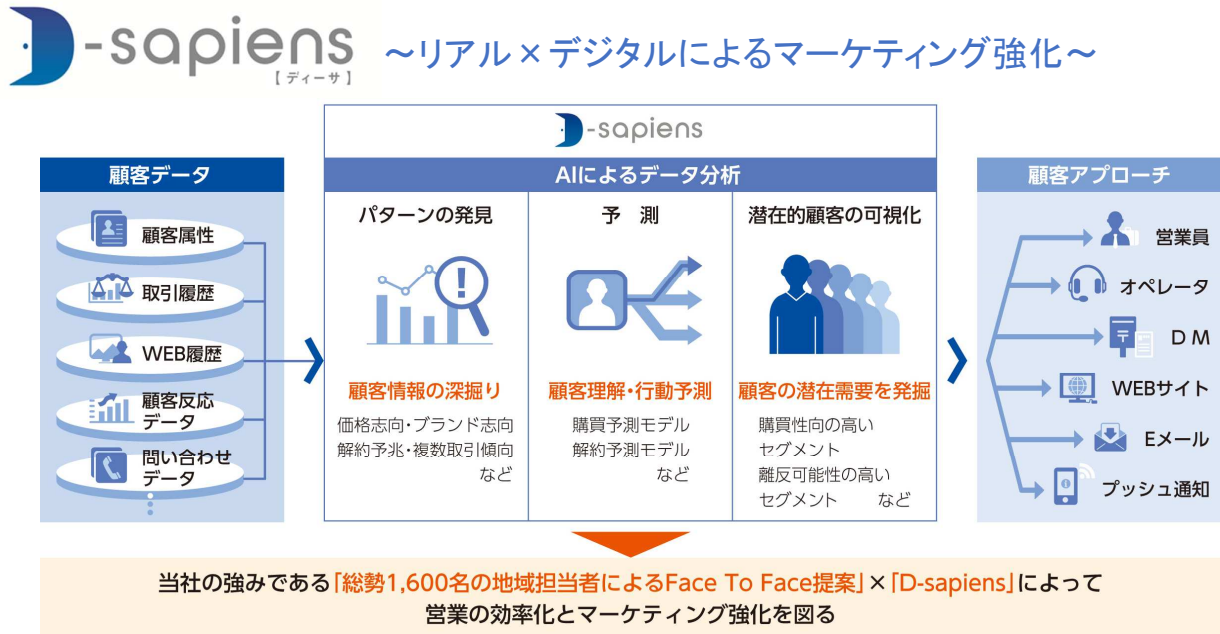 D-sapiens
【ディーサ】
～リアル×デジタルによるマーケティング強化～
D-sapiens
顧客データ
顧客属性
取引履歴
WEB履歴
顧客反応
データ
問い合わせ
データ
AIによるデータ分析
パターンの発見
顧客情報の深掘り
価格志向・ブランド志向
解約予兆・複数取引傾向
など
予　測
顧客理解・行動予測
購買予測モデル
解約予測モデル
など
潜在的顧客の可視化
顧客の潜在需要を発掘
購買性向の高い
セグメント
離反可能性の高い
セグメント　など
顧客アプローチ
営業員
オペレータ
〒
ＤＭ
WEBサイト
Eメール
プッシュ通知
当社の強みである「総勢1,600名の地域担当者によるFace To Face提案」×「D-sapiens」によって
営業の効率化とマーケティング強化を図る